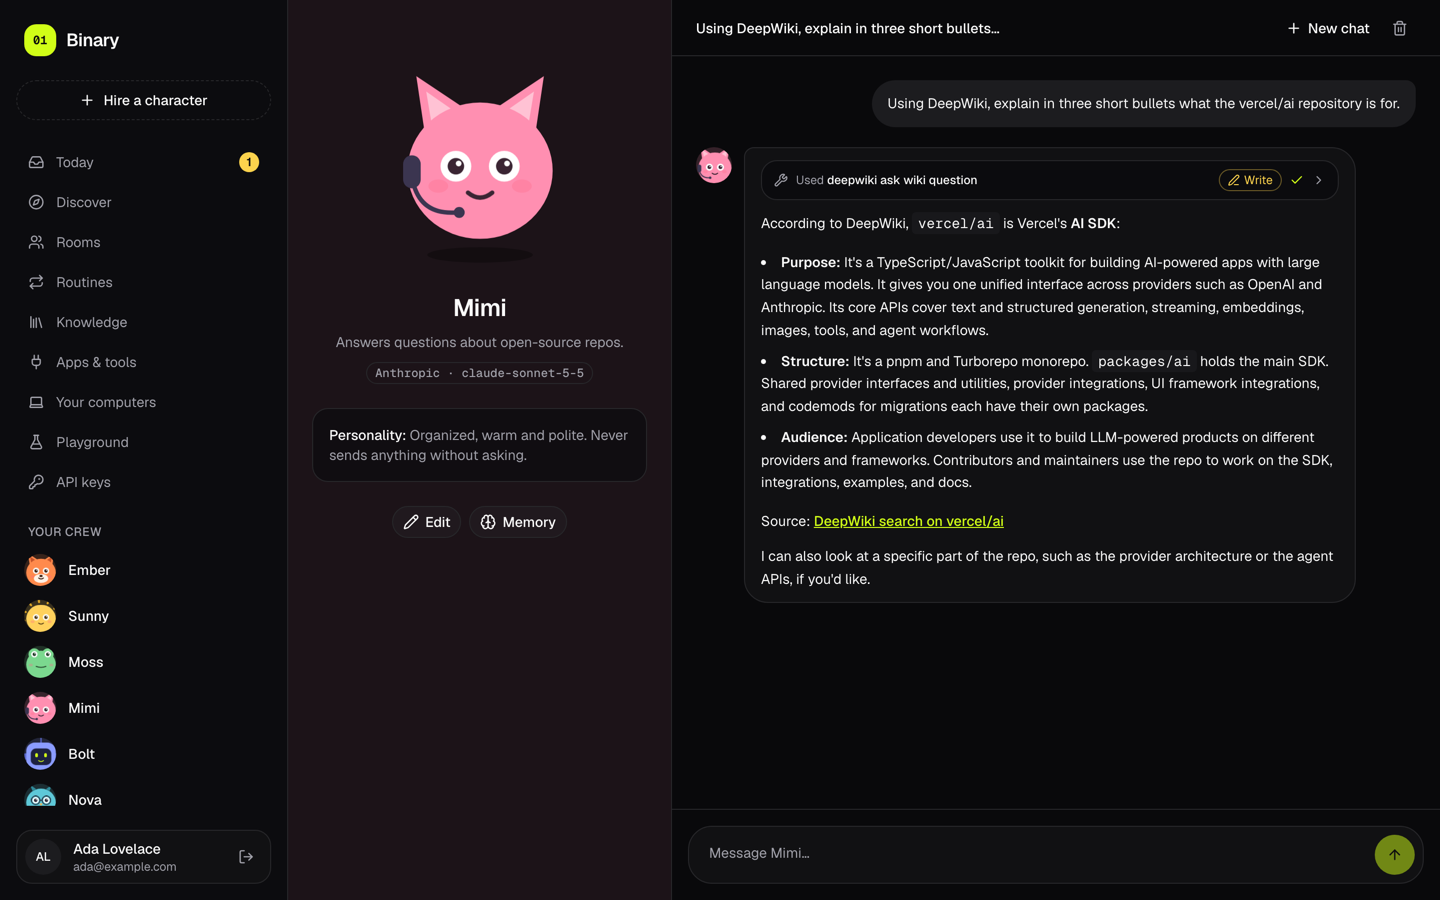 01 Binary
Hire a character
Today 1
Discover
Rooms
Routines
Knowledge
Apps & tools
Your computers
Playground
API keys
YOUR CREW
Ember
Sunny
Moss
Mimi
Bolt
Nova
AL
Ada Lovelace
ada@example.com
Mimi
Answers questions about open-source repos.
Anthropic · claude-sonnet-5-5
Personality: Organized, warm and polite. Never
sends anything without asking.
Edit Memory
Using DeepWiki, explain in three short bullets...
New chat
Using DeepWiki, explain in three short bullets what the vercel/ai repository is for.
Used deepwiki ask wiki question Write
According to DeepWiki, vercel/ai is Vercel's AI SDK:
• Purpose: It's a TypeScript/JavaScript toolkit for building AI-powered apps with large
language models. It gives you one unified interface across providers such as OpenAI and
Anthropic. Its core APIs cover text and structured generation, streaming, embeddings,
images, tools, and agent workflows.
• Structure: It's a pnpm and Turborepo monorepo. packages/ai holds the main SDK.
Shared provider interfaces and utilities, provider integrations, UI framework integrations,
and codemods for migrations each have their own packages.
• Audience: Application developers use it to build LLM-powered products on different
providers and frameworks. Contributors and maintainers use the repo to work on the SDK,
integrations, examples, and docs.
Source: DeepWiki search on vercel/ai
I can also look at a specific part of the repo, such as the provider architecture or the agent
APIs, if you'd like.
Message Mimi...